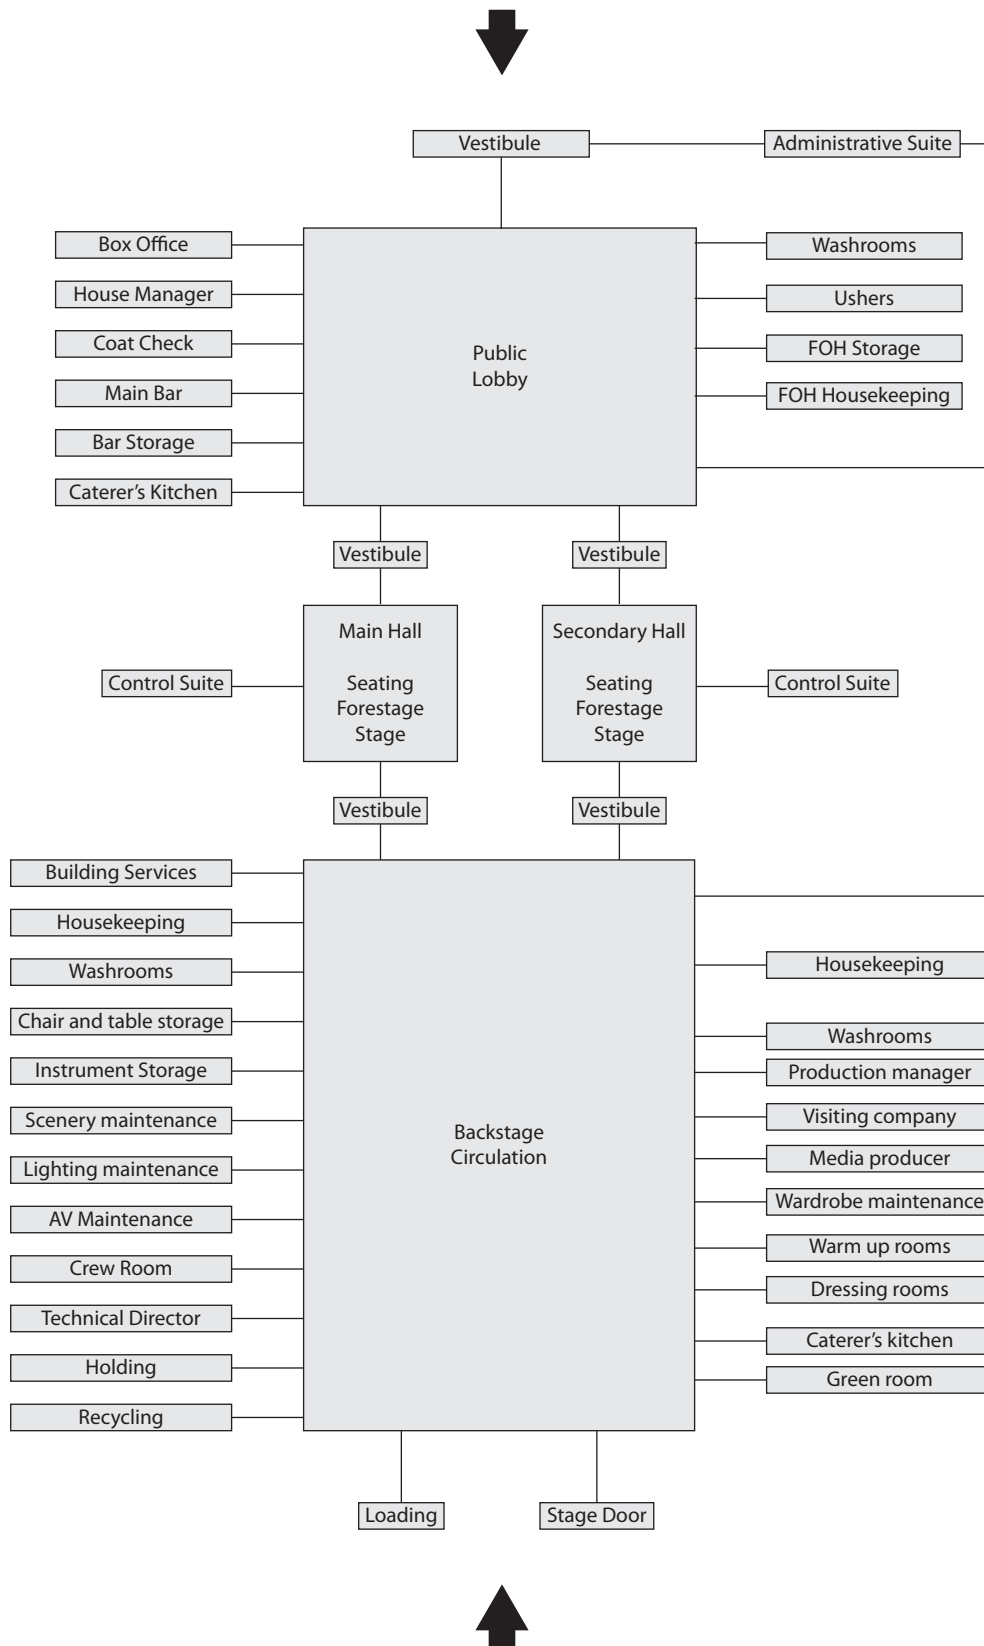 Vestibule
Administrative Suite
Box Office
House Manager
Coat Check
Main Bar
Bar Storage
Caterer's Kitchen
Public
Lobby
Washrooms
Ushers
FOH Storage
FOH Housekeeping
Vestibule
Vestibule
Main Hall
Seating
Forestage
Stage
Secondary Hall
Seating
Forestage
Stage
Control Suite
Control Suite
Vestibule
Vestibule
Building Services
Housekeeping
Washrooms
Chair and table storage
Instrument Storage
Scenery maintenance
Lighting maintenance
AV Maintenance
Crew Room
Technical Director
Holding
Recycling
Backstage
Circulation
Housekeeping
Washrooms
Production manager
Visiting company
Media producer
Wardrobe maintenance
Warm up rooms
Dressing rooms
Caterer's kitchen
Green room
Loading
Stage Door